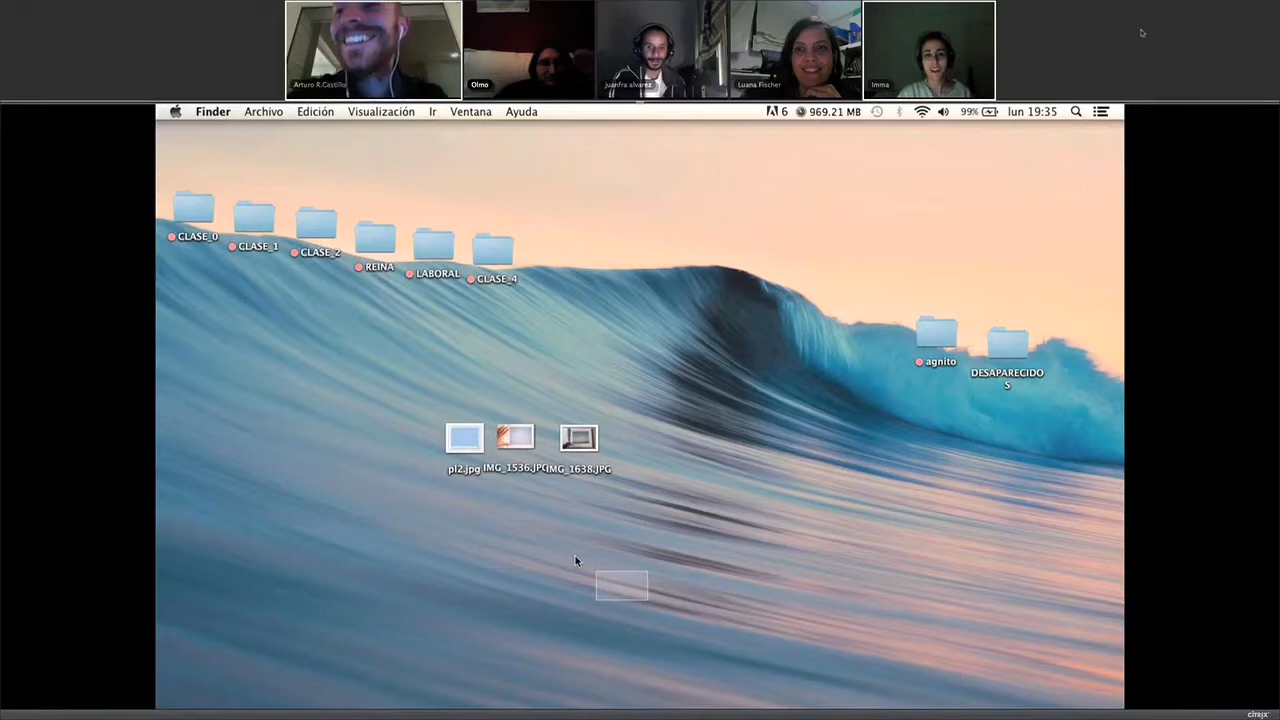 Arturo R.Castillo
Olmo
juanfra alvarez
Luana Fischer
Imma
Finder Archivo Edición Visualización Ir Ventana Ayuda
6 969.21 MB 99% lun 19:35
CLASE_0
CLASE_1
CLASE_2
REINA
LABORAL
CLASE_4
agnito
DESAPARECIDO
S
pl2.jpg
IMG_1536.JPG
IMG_1638.JPG
CITRIX